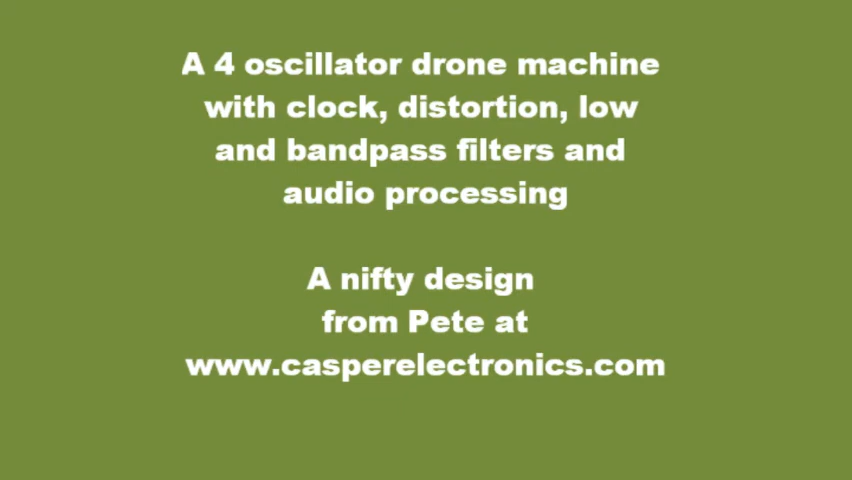 A 4 oscillator drone machine
with clock, distortion, low
and bandpass filters and
audio processing
A nifty design
from Pete at
www.casperelectronics.com